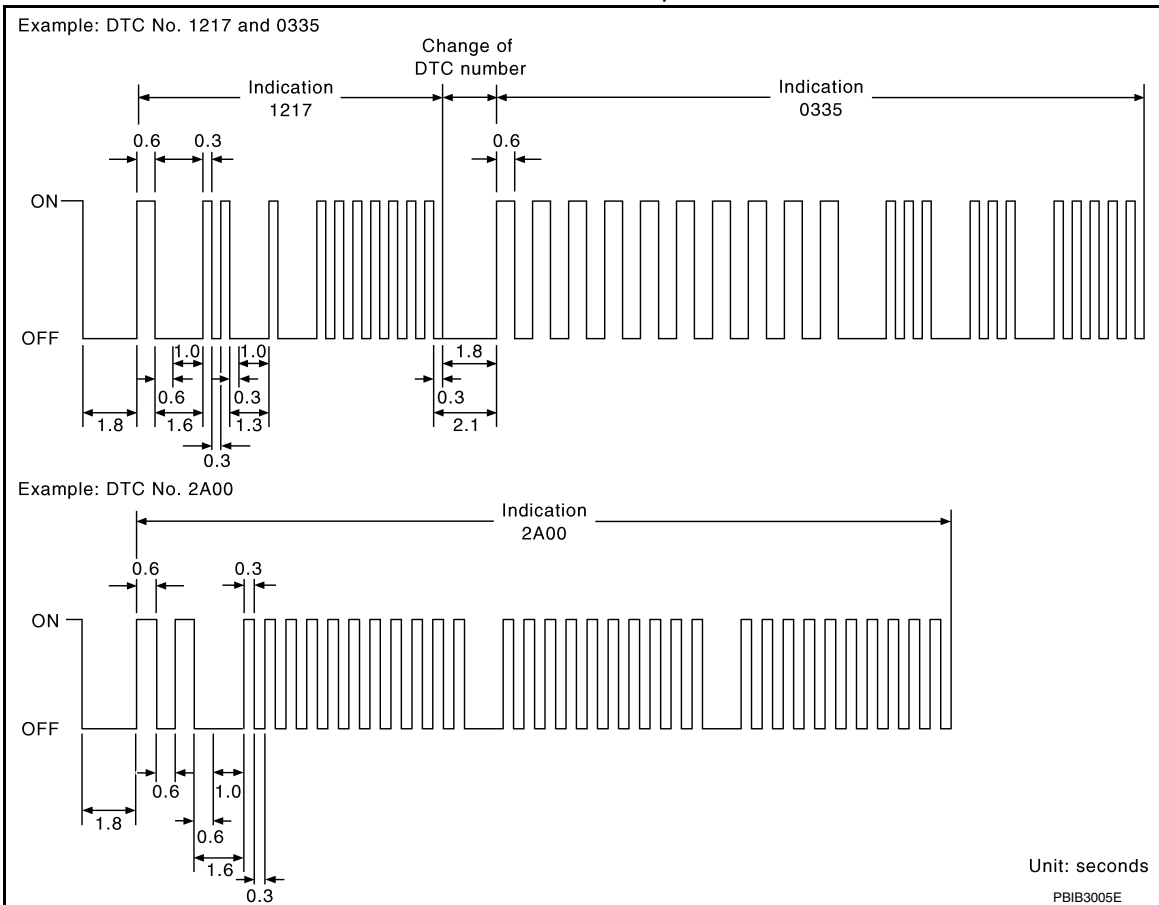 Example: DTC No. 1217 and 0335
Change of
DTC number
Indication
1217
Indication
0335
0.6
0.3
0.6
ON
OFF
1.0
1.0
1.8
0.6
0.3
0.3
1.8
1.6
1.3
2.1
0.3
Example: DTC No. 2A00
Indication
2A00
0.6
0.3
ON
OFF
0.6
1.0
1.8
0.6
1.6
0.3
Unit: seconds
PBIB3005E